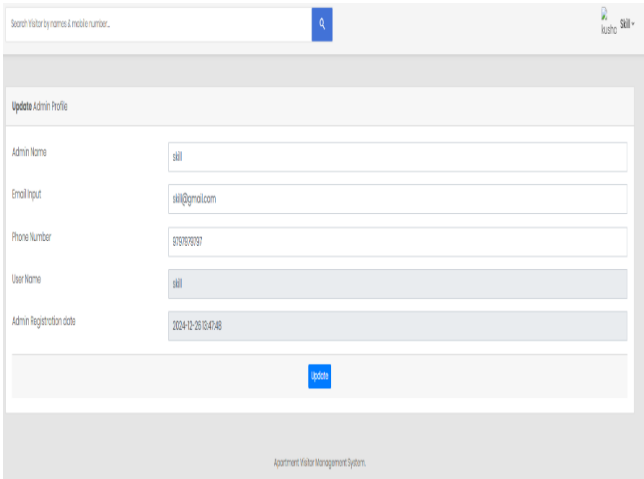 Search Visitor by names & mobile number...
kusha Skill
Update Admin Profile
Admin Name
skill
Email Input
skill@gmail.com
Phone Number
9797979797
User Name
skill
Admin Registration date
2024-12-26 13:47:48
Update
Apartment Visitor Management System.